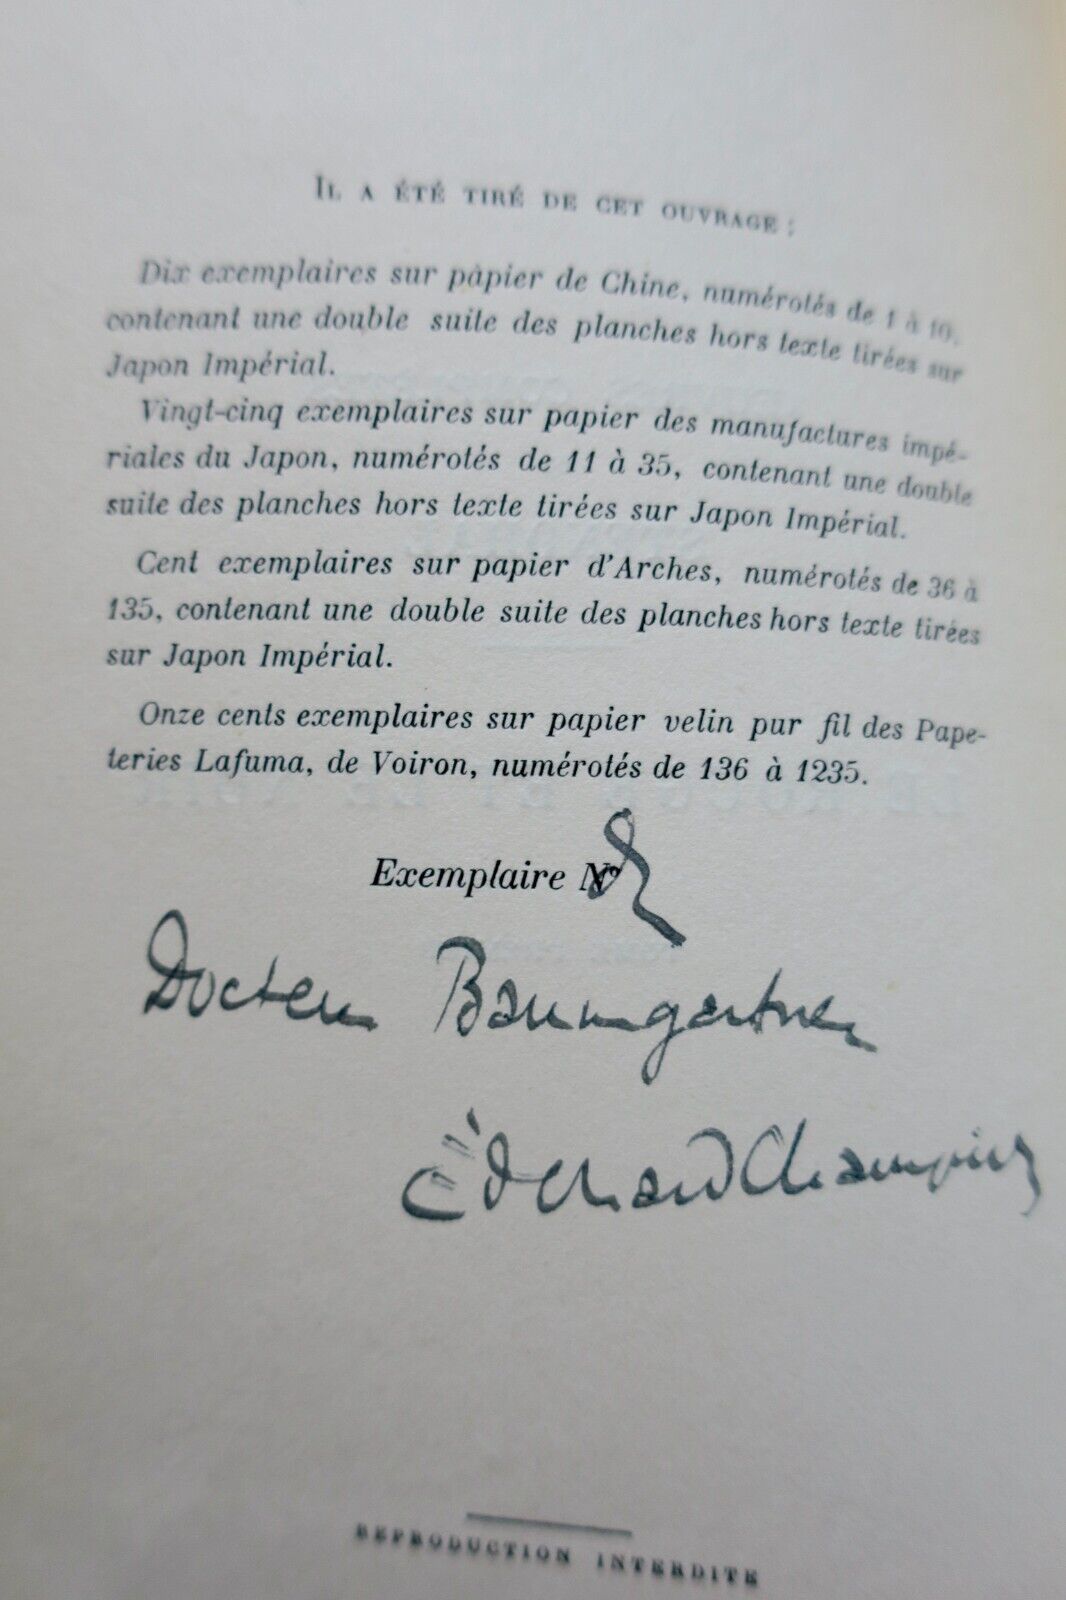 IL A ÉTÉ TIRÉ DE CET OUVRAGE :
Dix exemplaires sur papier de Chine, numérotés de 1 à 10,
contenant une double suite des planches hors texte tirées sur
Japon Impérial.
Vingt-cinq exemplaires sur papier des manufactures impé-
riales du Japon, numérotés de 11 à 35, contenant une double
suite des planches hors texte tirées sur Japon Impérial.
Cent exemplaires sur papier d'Arches, numérotés de 36 à
135, contenant une double suite des planches hors texte tirées
sur Japon Impérial.
Onze cents exemplaires sur papier velin pur fil des Pape-
teries Lafuma, de Voiron, numérotés de 136 à 1235.
Exemplaire No
Docteur Baumgartner
Édouard Champion
REPRODUCTION INTERDITE